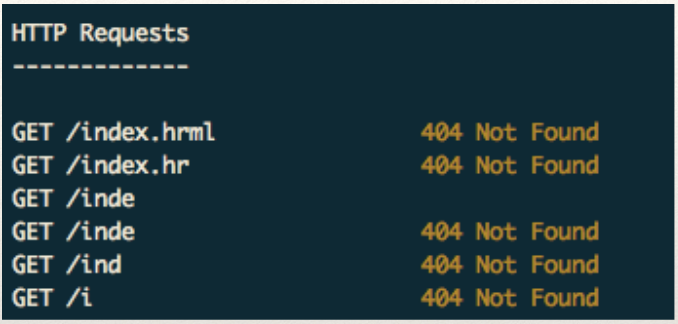 HTTP Requests
-------------
GET /index.hrml 404 Not Found
GET /index.hr 404 Not Found
GET /inde
GET /inde 404 Not Found
GET /ind 404 Not Found
GET /i 404 Not Found